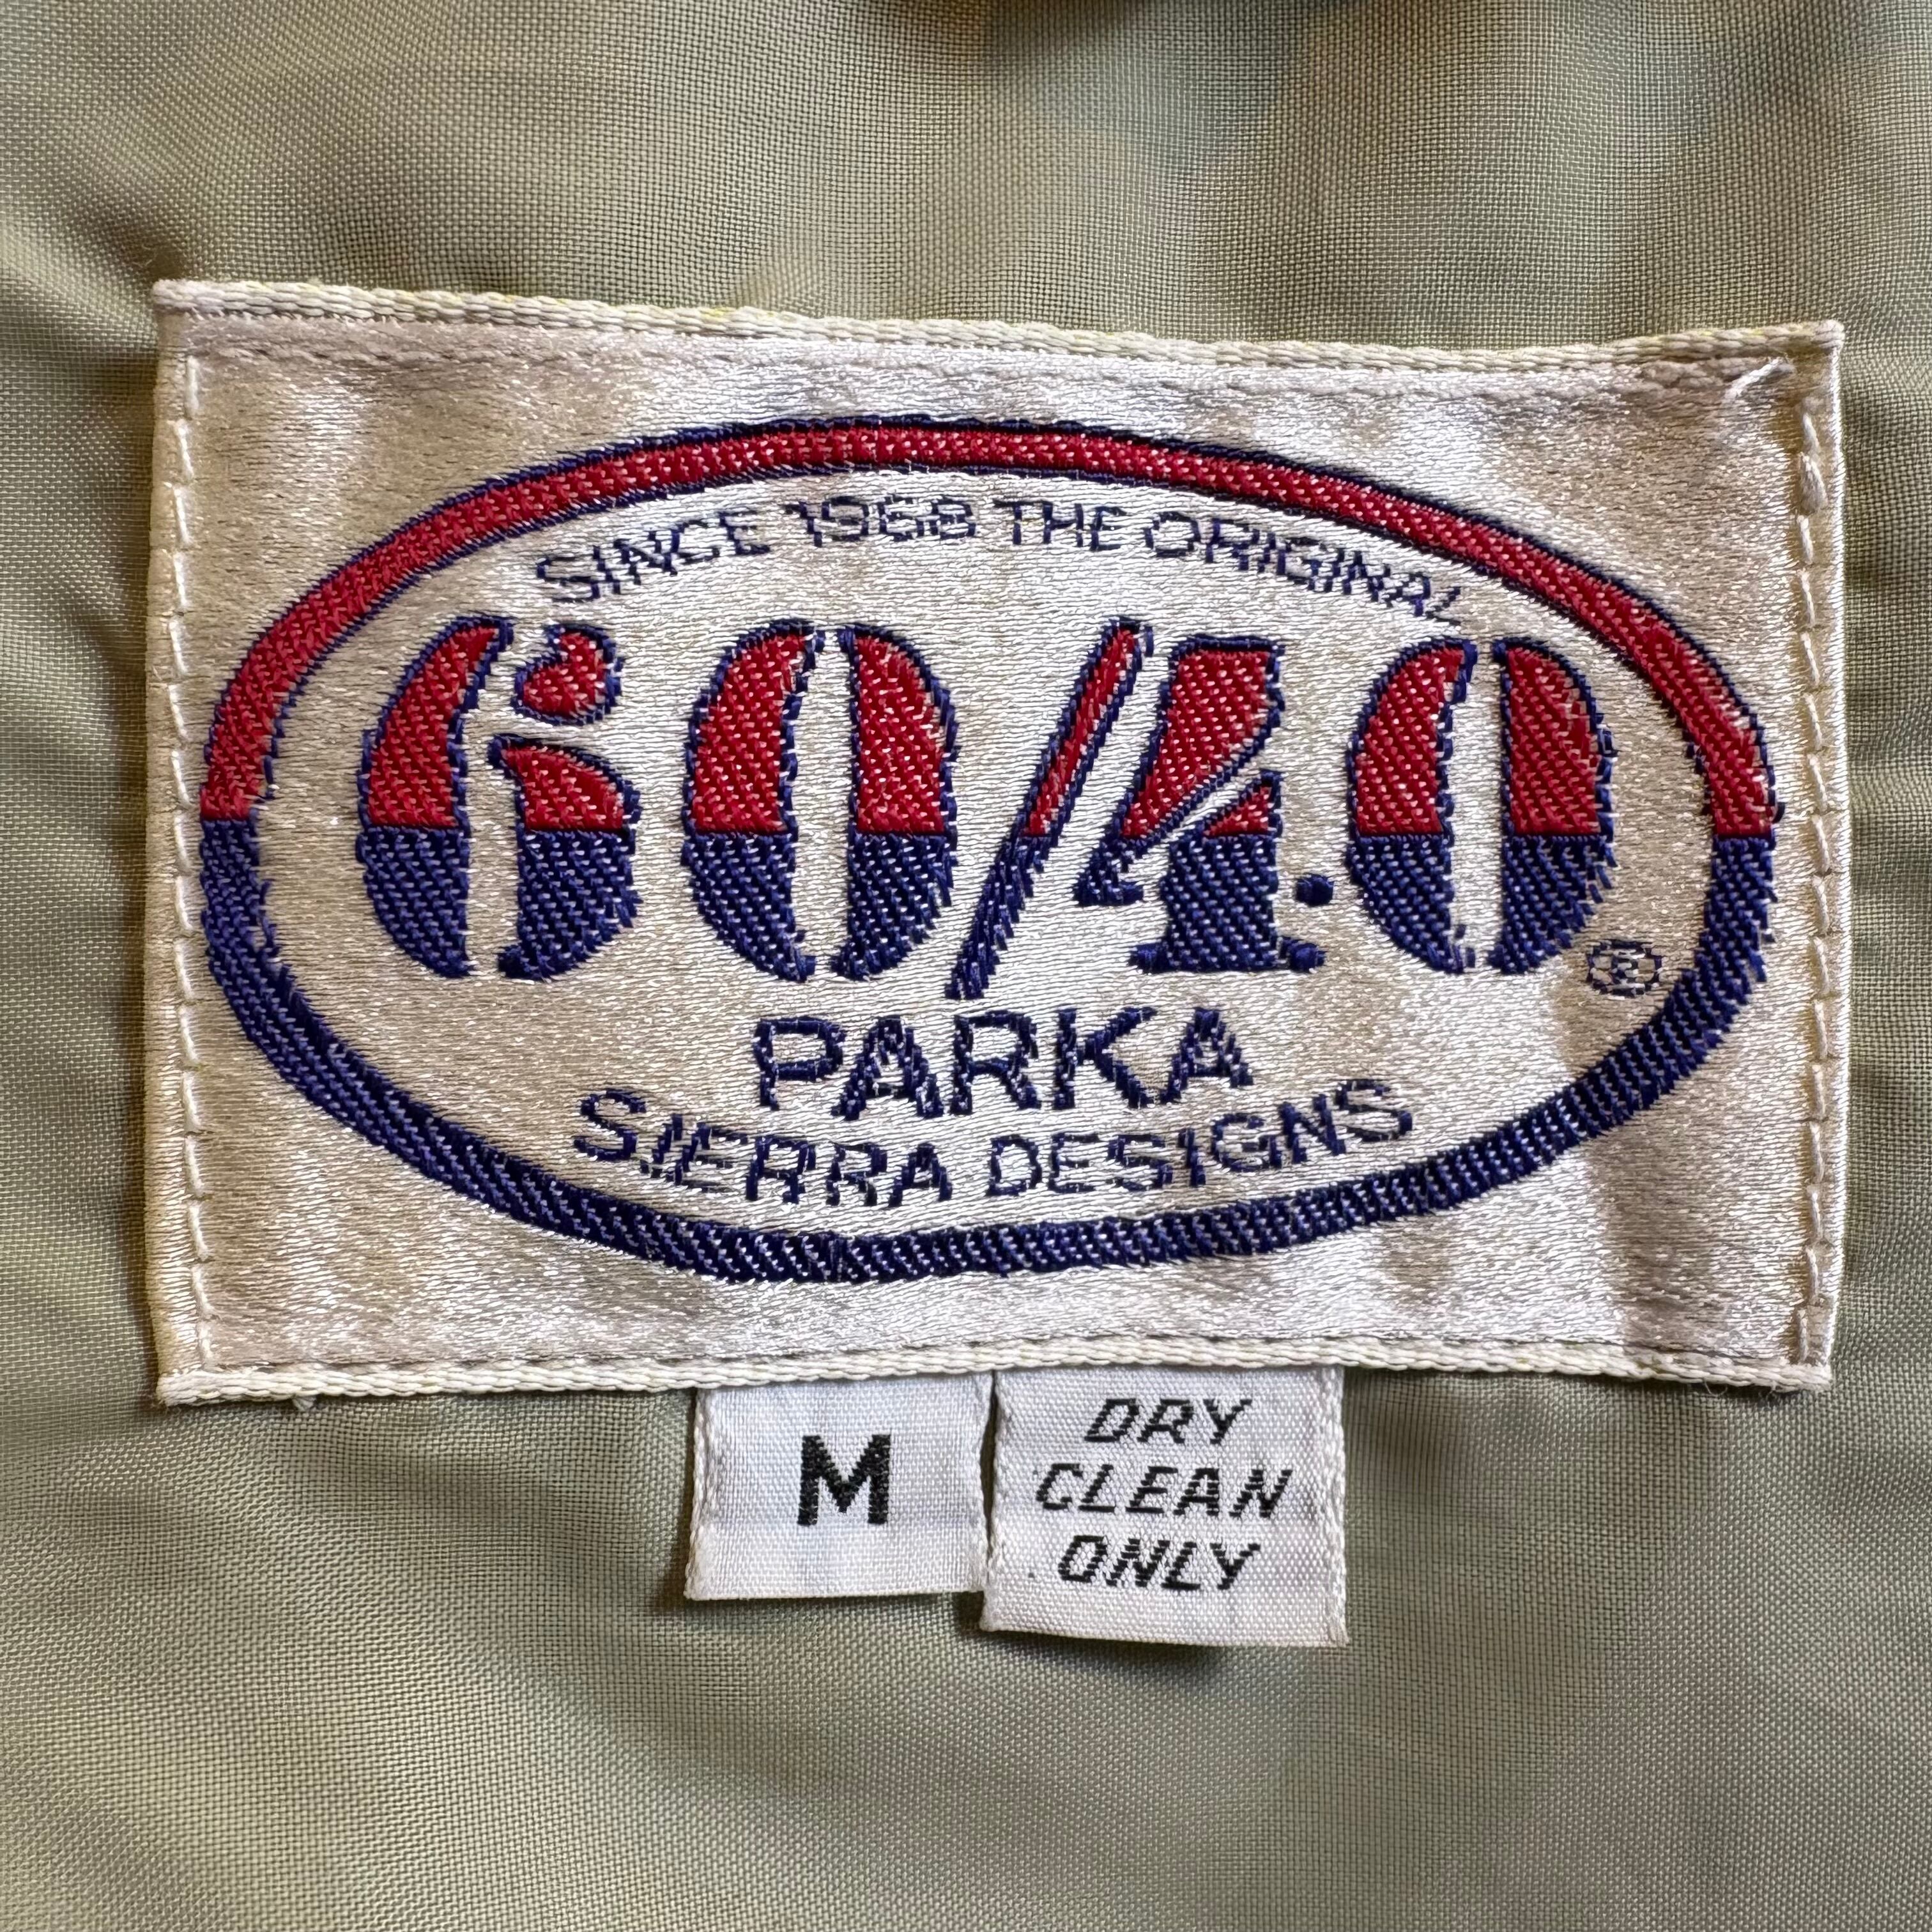 SINCE 1968 THE ORIGINAL
60/40®
PARKA
SIERRA DESIGNS
M
DRY
CLEAN
ONLY